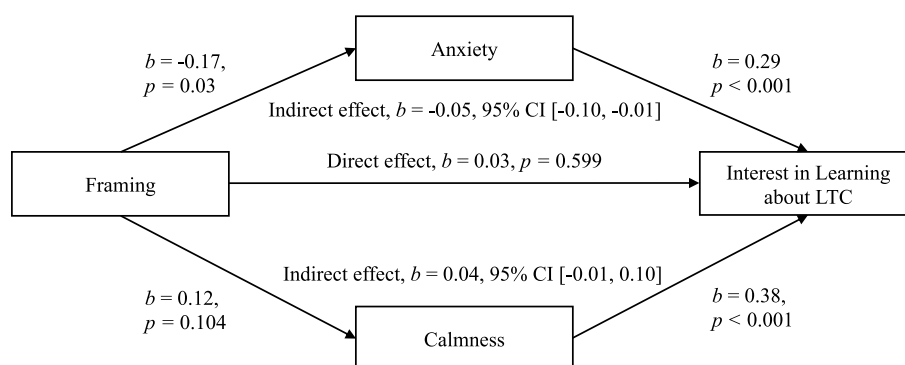 Anxiety
b = -0.17,
p = 0.03
b = 0.29
p < 0.001
Indirect effect, b = -0.05, 95% CI [-0.10, -0.01]
Framing
Direct effect, b = 0.03, p = 0.599
Interest in Learning
about LTC
Indirect effect, b = 0.04, 95% CI [-0.01, 0.10]
b = 0.12,
p = 0.104
b = 0.38,
p < 0.001
Calmness